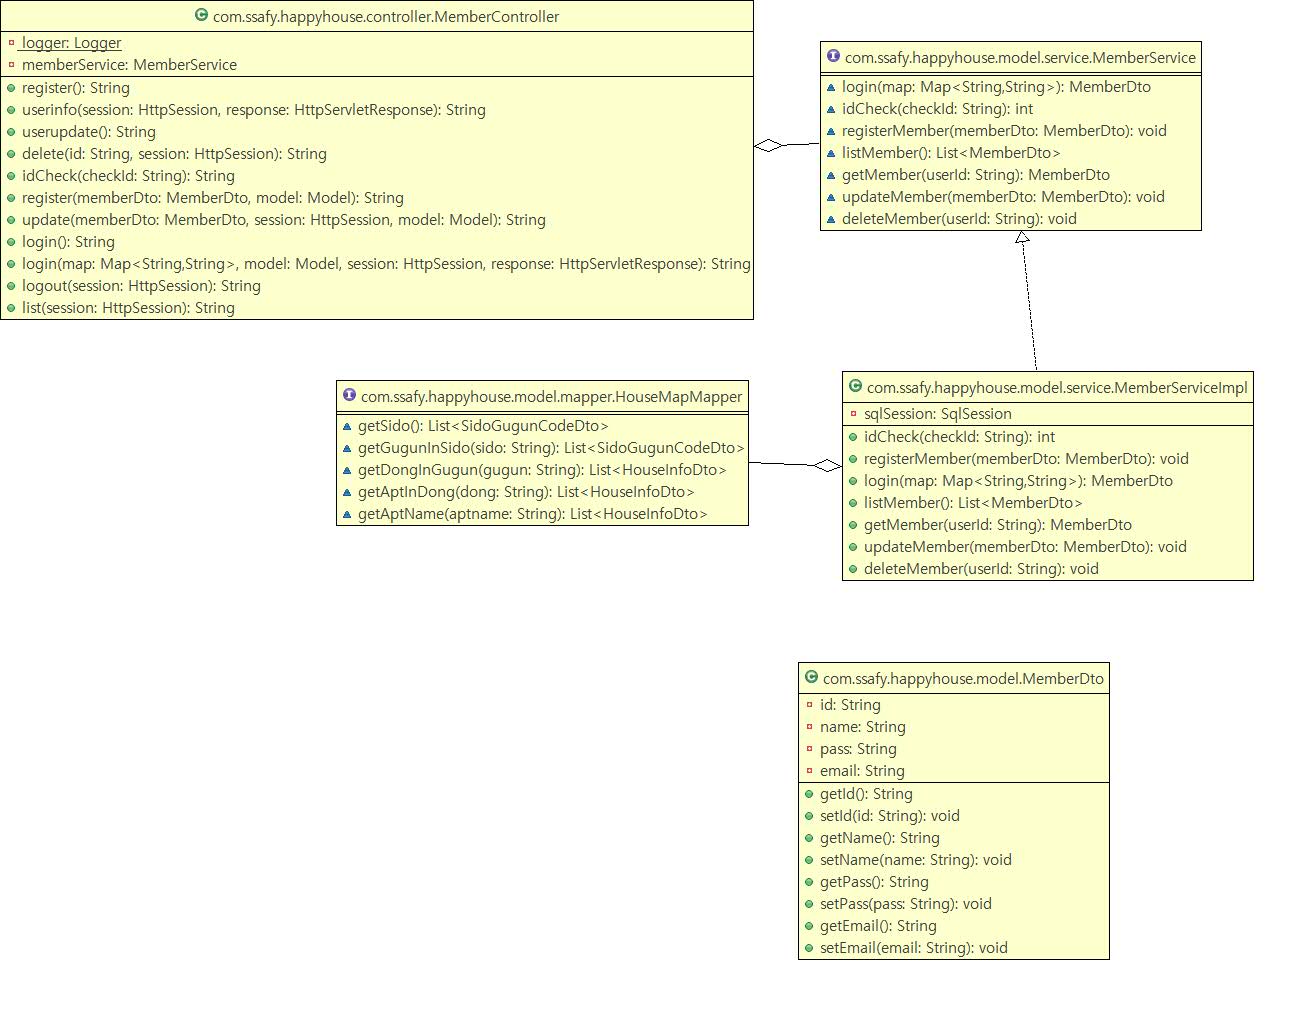 com.ssafy.happyhouse.controller.MemberController
logger: Logger
memberService: MemberService
register(): String
userinfo(session: HttpSession, response: HttpServletResponse): String
userupdate(): String
delete(id: String, session: HttpSession): String
idCheck(checkId: String): String
register(memberDto: MemberDto, model: Model): String
update(memberDto: MemberDto, session: HttpSession, model: Model): String
login(): String
login(map: Map<String,String>, model: Model, session: HttpSession, response: HttpServletResponse): String
logout(session: HttpSession): String
list(session: HttpSession): String
com.ssafy.happyhouse.model.service.MemberService
login(map: Map<String,String>): MemberDto
idCheck(checkId: String): int
registerMember(memberDto: MemberDto): void
listMember(): List<MemberDto>
getMember(userId: String): MemberDto
updateMember(memberDto: MemberDto): void
deleteMember(userId: String): void
com.ssafy.happyhouse.model.mapper.HouseMapMapper
getSido(): List<SidoGugunCodeDto>
getGugunInSido(sido: String): List<SidoGugunCodeDto>
getDongInGugun(gugun: String): List<HouseInfoDto>
getAptInDong(dong: String): List<HouseInfoDto>
getAptName(aptname: String): List<HouseInfoDto>
com.ssafy.happyhouse.model.service.MemberServiceImpl
sqlSession: SqlSession
idCheck(checkId: String): int
registerMember(memberDto: MemberDto): void
login(map: Map<String,String>): MemberDto
listMember(): List<MemberDto>
getMember(userId: String): MemberDto
updateMember(memberDto: MemberDto): void
deleteMember(userId: String): void
com.ssafy.happyhouse.model.MemberDto
id: String
name: String
pass: String
email: String
getId(): String
setId(id: String): void
getName(): String
setName(name: String): void
getPass(): String
setPass(pass: String): void
getEmail(): String
setEmail(email: String): void